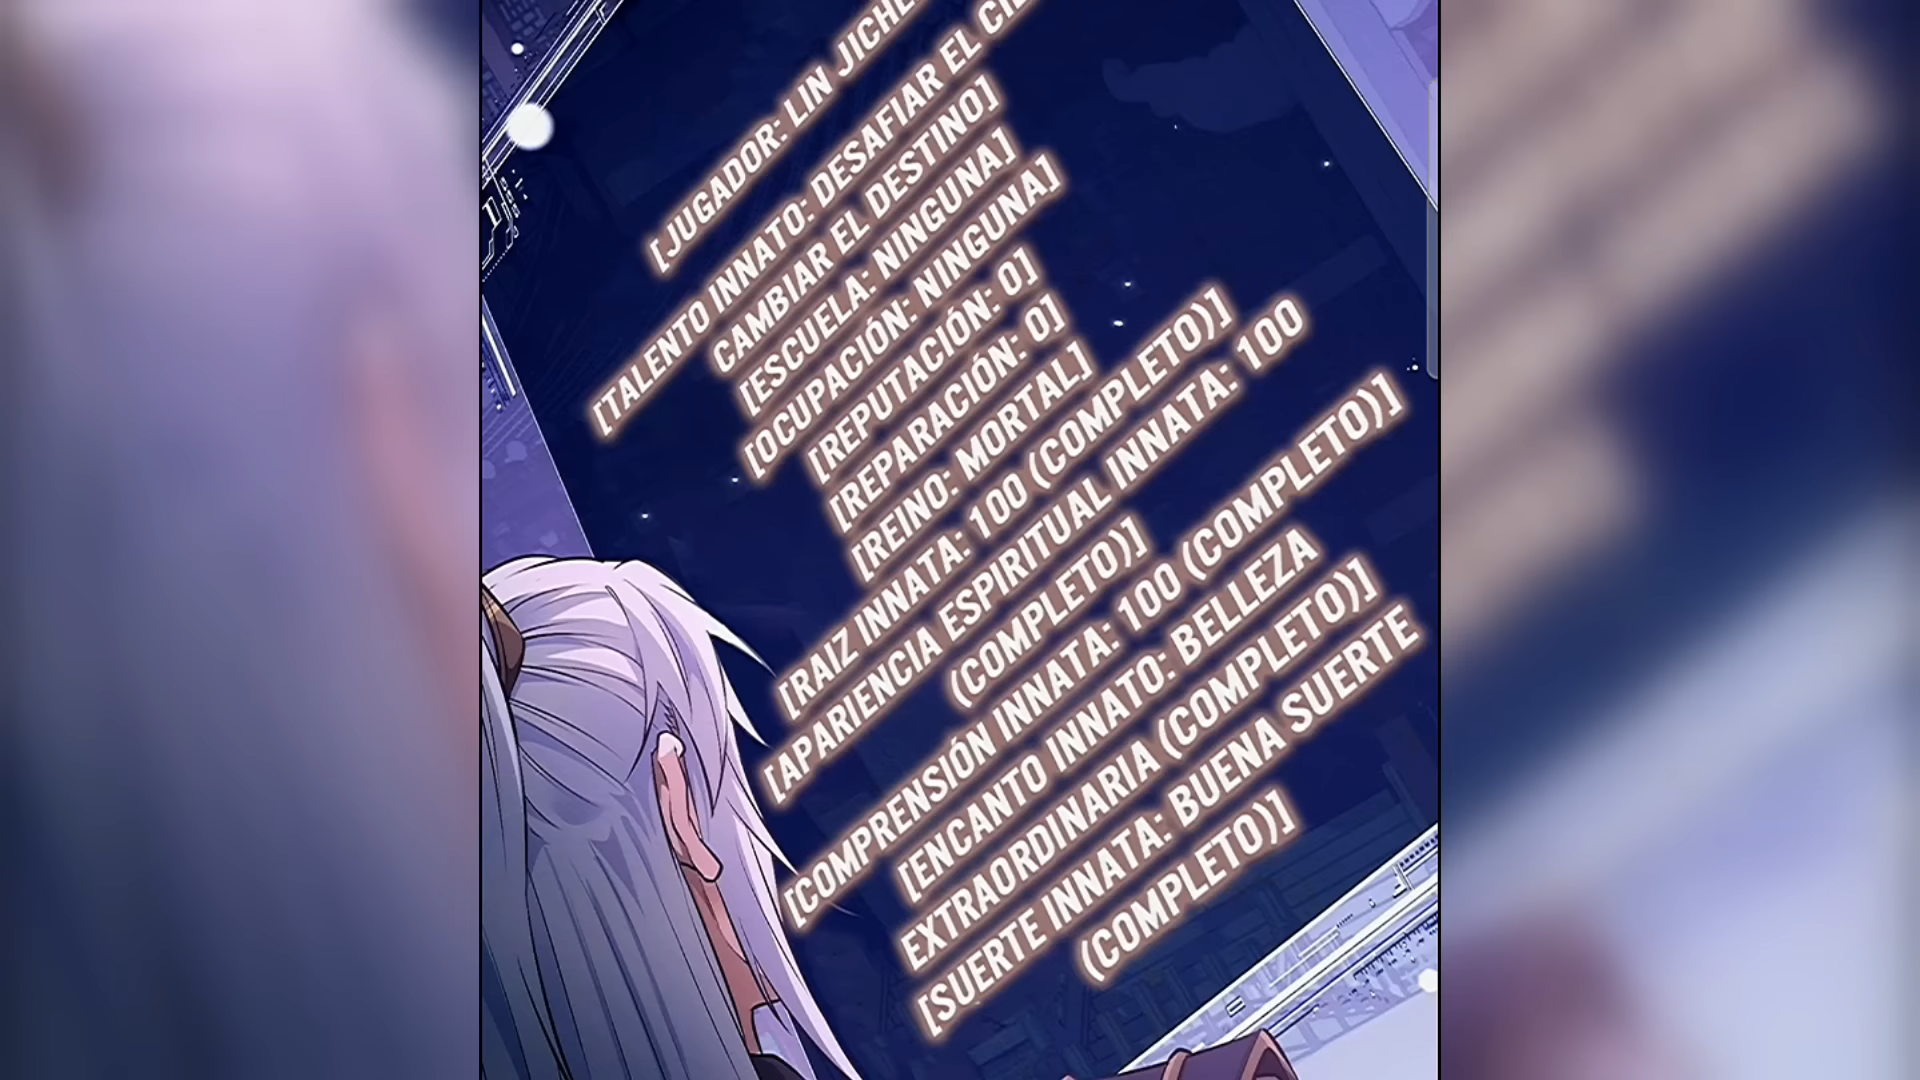 [JUGADOR: LIN
[TALENTO INNATO: DESAFIAR EL
CAMBIAR EL DESTINO]
[ESCUELA: NINGUNA]
[OCUPACIÓN: NINGUNA]
[REPUTACIÓN: 0]
[REPARACIÓN: 0]
[REINO: MORTAL]
[RAIZ INNATA: 100 (COMPLETO)]
[APARIENCIA ESPIRITUAL INNATA: 100
(COMPLETO)]
[COMPRENSIÓN INNATA: 100 (COMPLETO)]
[ENCANTO INNATO: BELLEZA
EXTRAORDINARIA (COMPLETO)]
[SUERTE INNATA: BUENA SUERTE
(COMPLETO)]